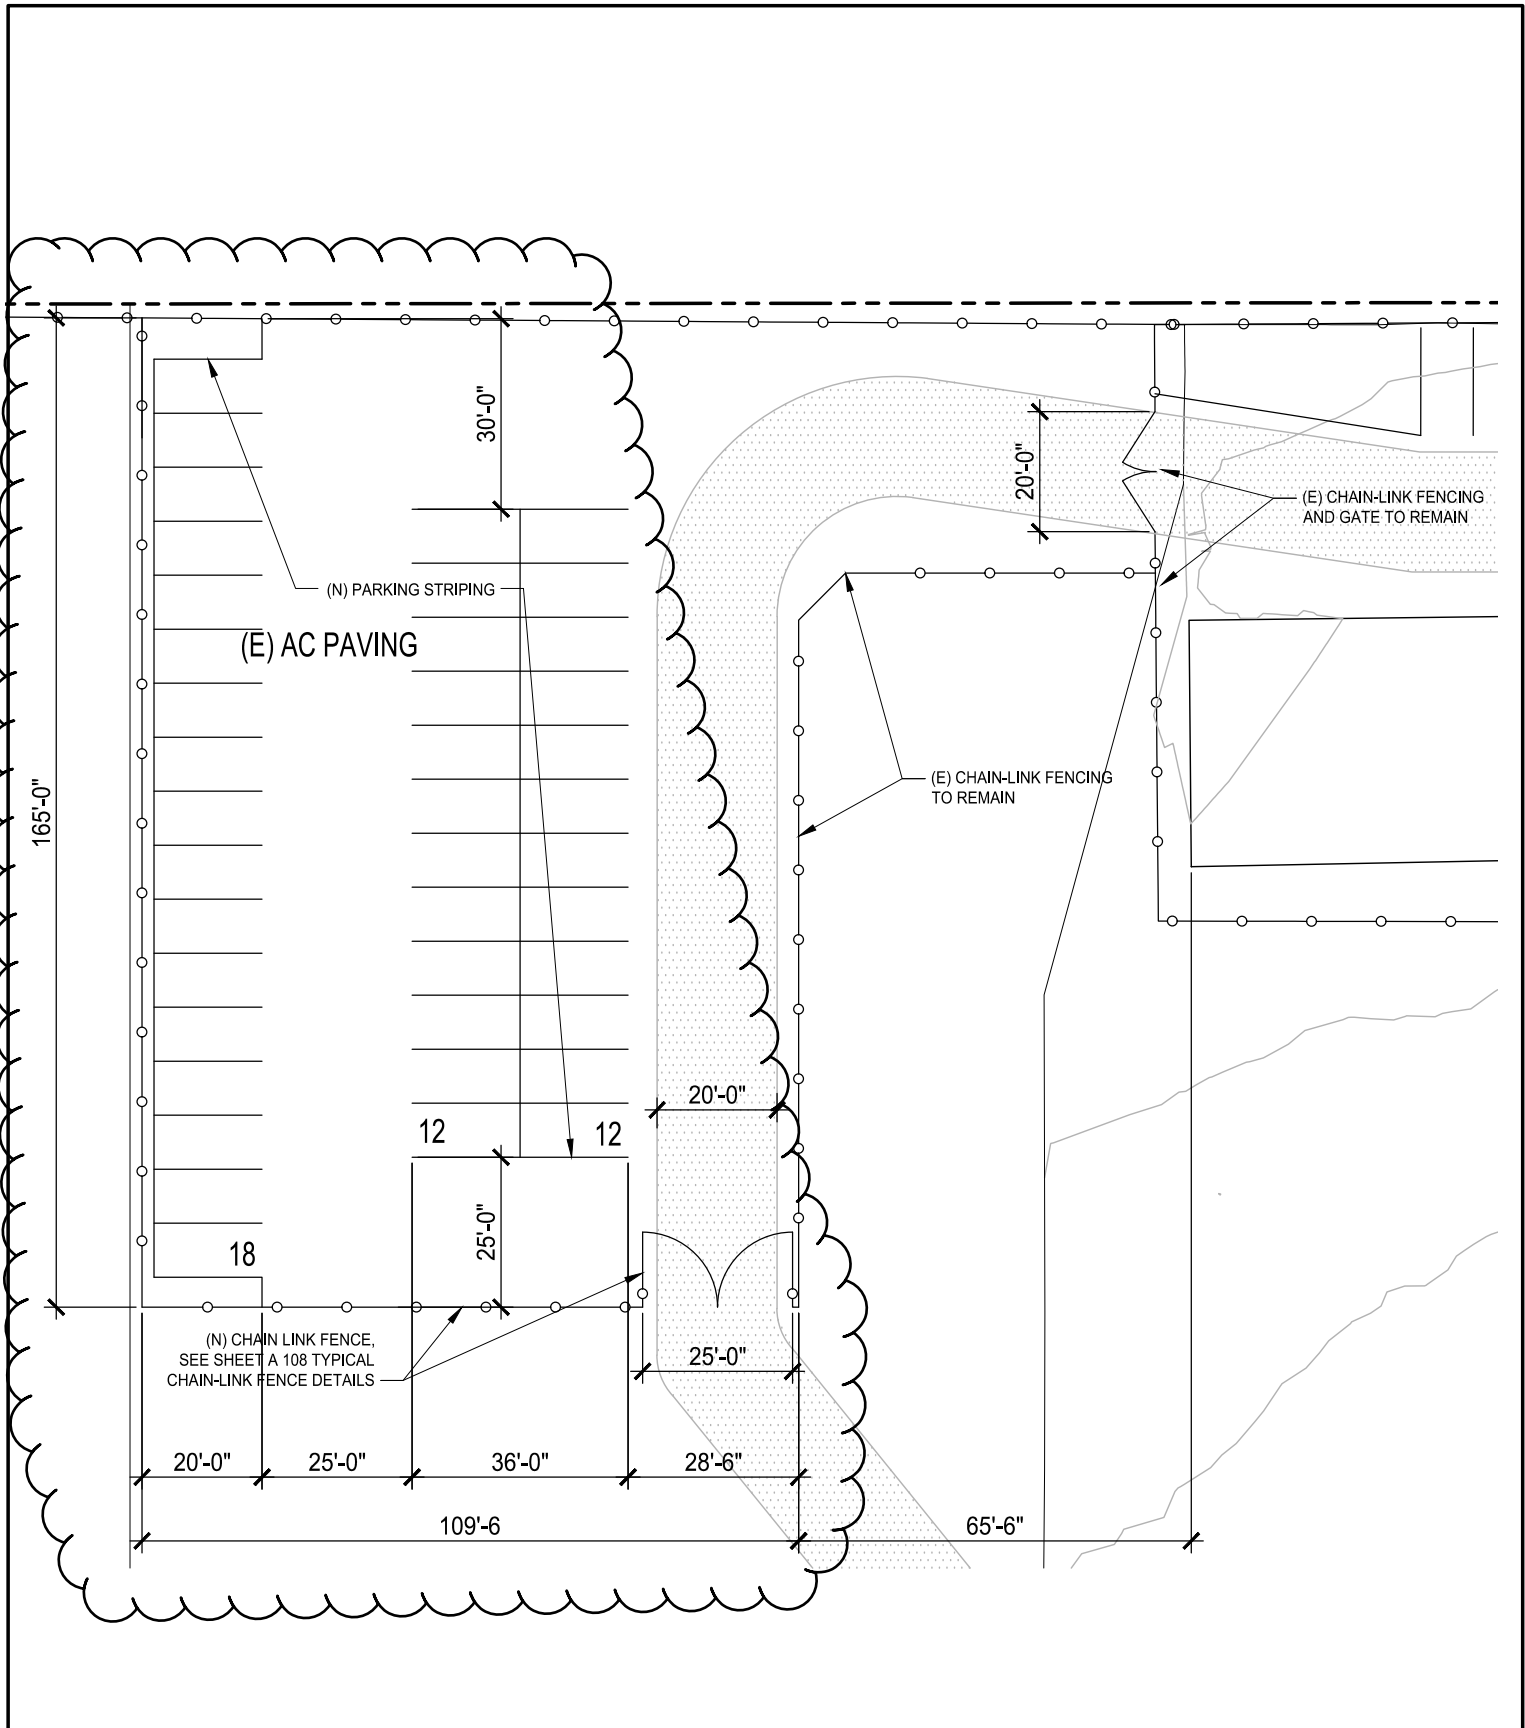 30'-0"
20'-0"
(E) CHAIN-LINK FENCING
AND GATE TO REMAIN
(N) PARKING STRIPING
(E) AC PAVING
165'-0"
(E) CHAIN-LINK FENCING
TO REMAIN
20'-0"
12
12
25'-0"
18
(N) CHAIN LINK FENCE,
SEE SHEET A 108 TYPICAL
CHAIN-LINK FENCE DETAILS
25'-0"
20'-0"
25'-0"
36'-0"
28'-6"
109'-6
65'-6"